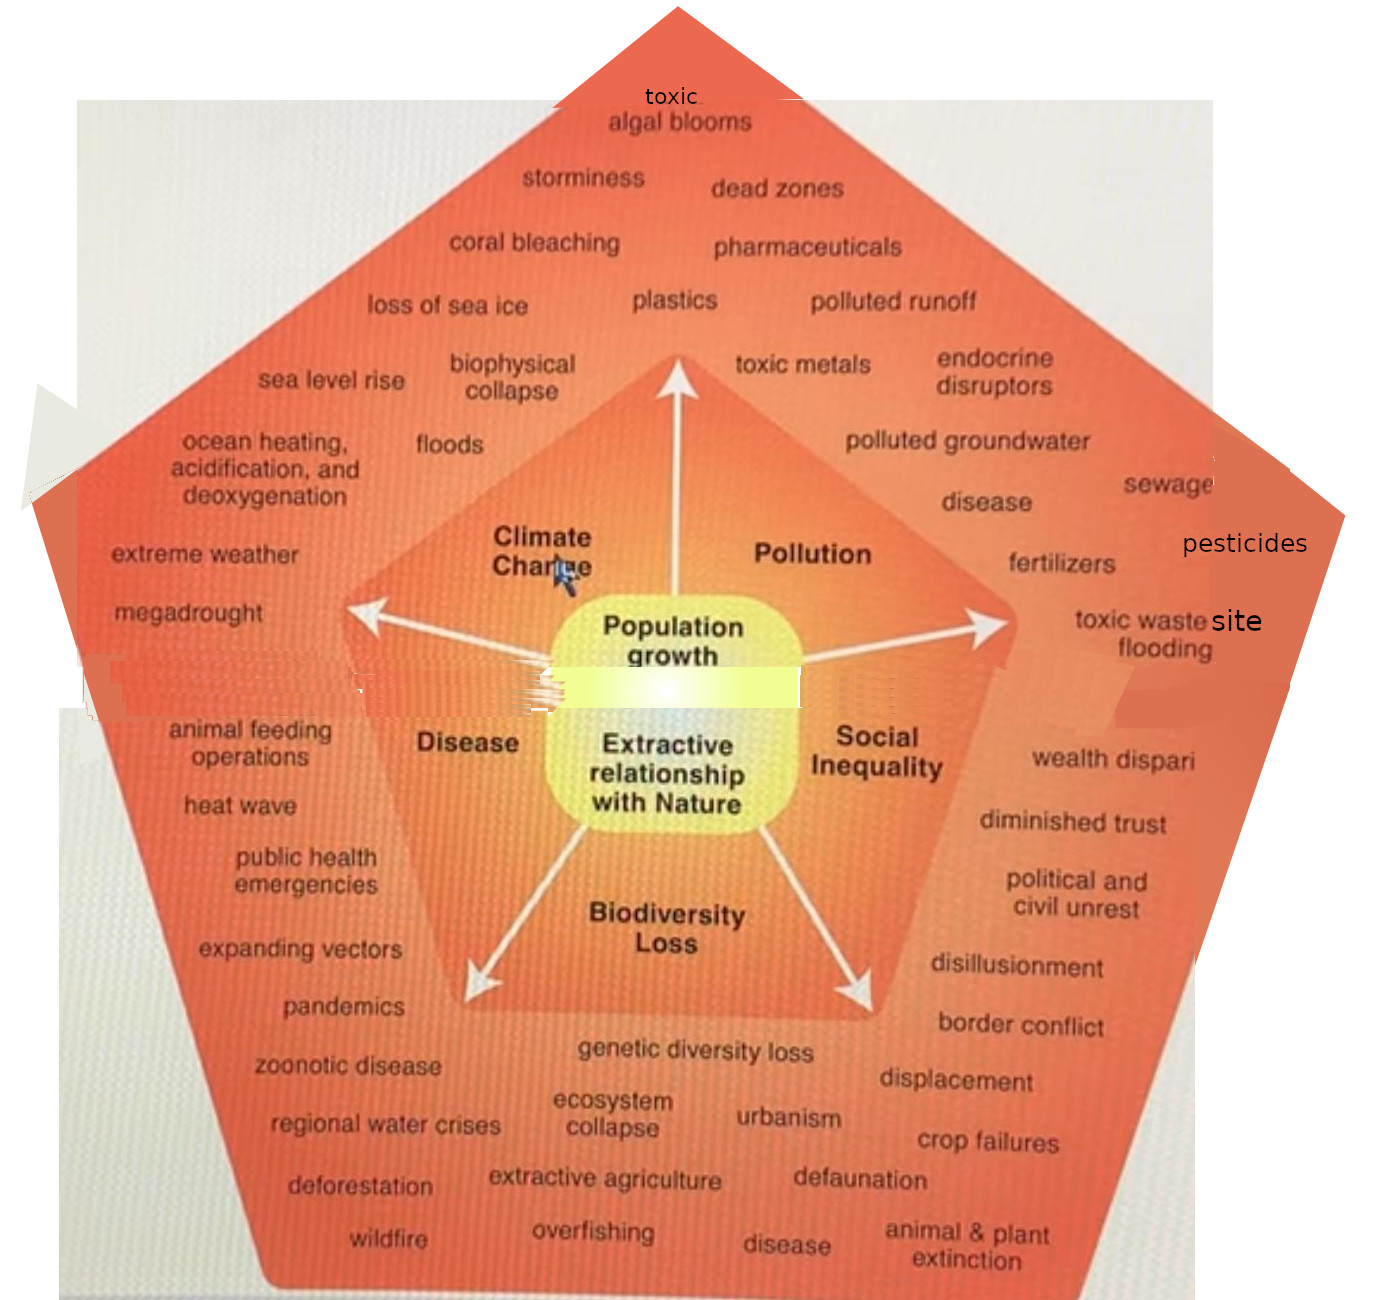 toxic
algal blooms
storminess
dead zones
coral bleaching
pharmaceuticals
loss of sea ice
plastics
polluted runoff
sea level rise
biophysical
collapse
toxic metals
endocrine
disruptors
ocean heating,
acidification, and
deoxygenation
floods
polluted groundwater
sewage
disease
pesticides
extreme weather
Climate
Change
Pollution
fertilizers
megadrought
Population
growth
toxic waste site
flooding
animal feeding
operations
Disease
Extractive
relationship
with Nature
Social
Inequality
wealth dispari
heat wave
diminished trust
public health
emergencies
political and
civil unrest
Biodiversity
Loss
expanding vectors
disillusionment
pandemics
border conflict
genetic diversity loss
zoonotic disease
displacement
ecosystem
collapse
urbanism
regional water crises
crop failures
deforestation
extractive agriculture
defaunation
wildfire
overfishing
disease
animal & plant
extinction